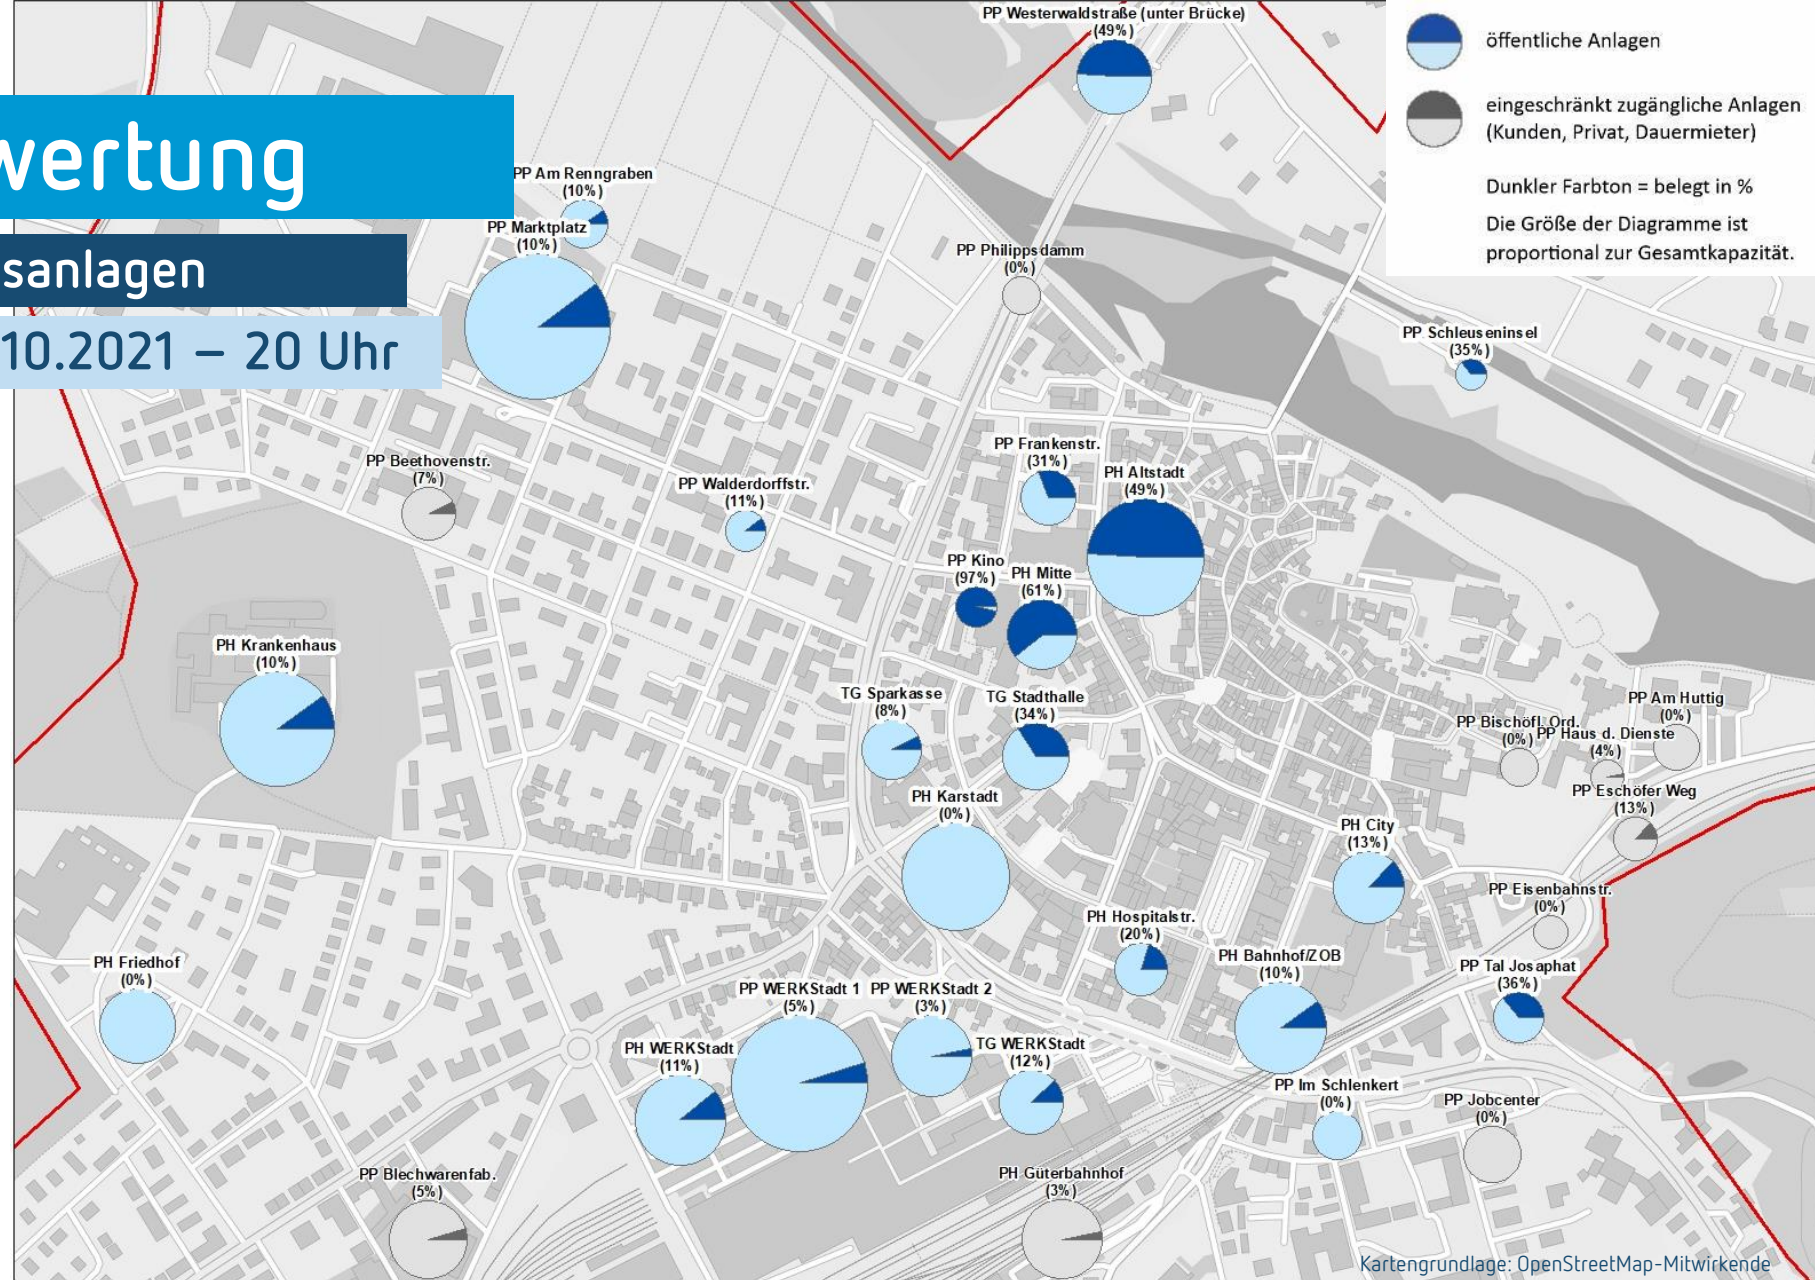 wertung
sanlagen
10.2021 – 20 Uhr
öffentliche Anlagen
eingeschränkt zugängliche Anlagen
(Kunden, Privat, Dauermieter)
Dunkler Farbton = belegt in %
Die Größe der Diagramme ist
proportional zur Gesamtkapazität.
PP Westerwaldstraße (unter Brücke)
(49%)
PP Am Renngraben
(10%)
PP Marktplatz
(10%)
PP Philippsdamm
(0%)
PP Schleuseninsel
(35%)
PP Beethovenstr.
(7%)
PP Walderdorffstr.
(11%)
PP Frankenstr.
(31%)
PH Altstadt
(49%)
PP Kino
(97%)
PH Mitte
(61%)
PH Krankenhaus
(10%)
TG Sparkasse
(8%)
TG Stadthalle
(34%)
PP Am Huttig
(0%)
PP Bischöfl. Ord.
(0%)
PP Haus d. Dienste
(4%)
PP Eschöfer Weg
(13%)
PH Karstadt
(0%)
PH City
(13%)
PP Eisenbahnstr.
(0%)
PH Hospitalstr.
(20%)
PH Bahnhof/ZOB
(10%)
PP Tal Josaphat
(36%)
PH Friedhof
(0%)
PP WERKStadt 1
(5%)
PP WERKStadt 2
(3%)
PH WERKStadt
(11%)
TG WERKStadt
(12%)
PP Im Schlenkert
(0%)
PP Jobcenter
(0%)
PP Blechwarenfab.
(5%)
PH Güterbahnhof
(3%)
Kartengrundlage: OpenStreetMap-Mitwirkende